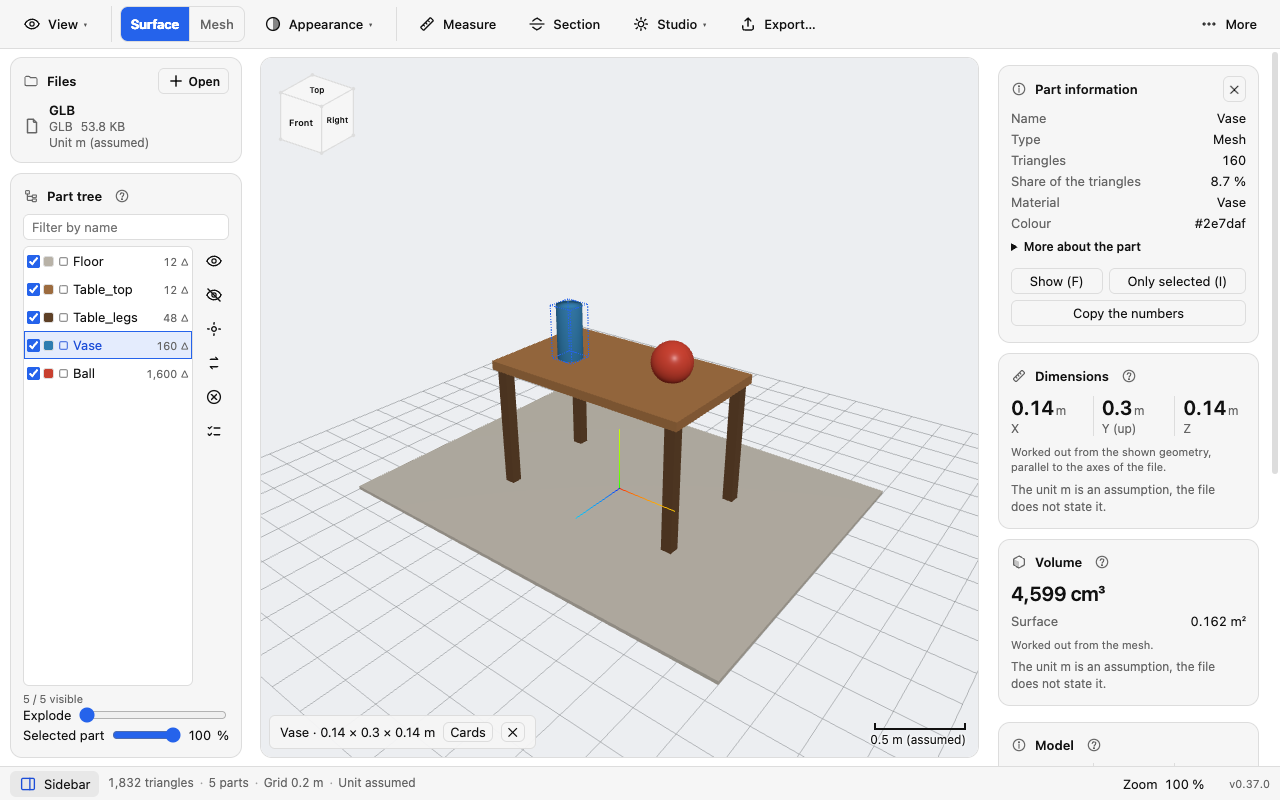 View
Surface
Mesh
Appearance
Measure
Section
Studio
Export...
More
Files
Open
GLB
GLB 53.8 KB
Unit m (assumed)
Part tree
Filter by name
Floor 12 Δ
Table_top 12 Δ
Table_legs 48 Δ
Vase 160 Δ
Ball 1,600 Δ
5 / 5 visible
Explode
Selected part 100 %
Top
Front
Right
Vase · 0.14 × 0.3 × 0.14 m
Cards
0.5 m (assumed)
Part information
Name Vase
Type Mesh
Triangles 160
Share of the triangles 8.7 %
Material Vase
Colour #2e7daf
More about the part
Show (F)
Only selected (I)
Copy the numbers
Dimensions
0.14 m 0.3 m 0.14 m
X Y (up) Z
Worked out from the shown geometry,
parallel to the axes of the file.
The unit m is an assumption, the file
does not state it.
Volume
4,599 cm³
Surface 0.162 m²
Worked out from the mesh.
The unit m is an assumption, the file
does not state it.
Model
Sidebar
1,832 triangles · 5 parts · Grid 0.2 m · Unit assumed
Zoom 100 %
v0.37.0